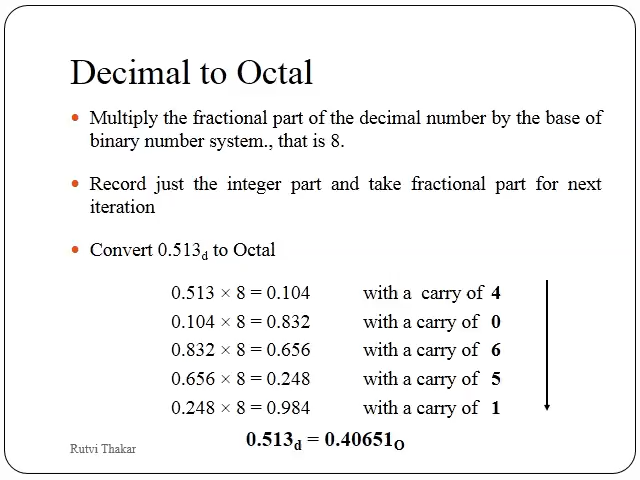 Decimal to Octal
• Multiply the fractional part of the decimal number by the base of
binary number system., that is 8.
• Record just the integer part and take fractional part for next
iteration
• Convert 0.513d to Octal
0.513 × 8 = 0.104 with a carry of 4
0.104 × 8 = 0.832 with a carry of 0
0.832 × 8 = 0.656 with a carry of 6
0.656 × 8 = 0.248 with a carry of 5
0.248 × 8 = 0.984 with a carry of 1
0.513d = 0.40651O
Rutvi Thakar